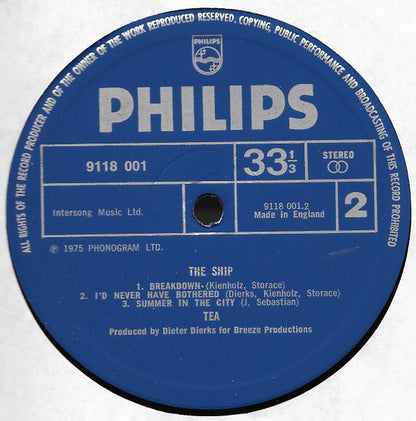 ALL RIGHTS OF THE RECORD PRODUCER AND OF THE OWNER OF THE WORK REPRODUCED RESERVED, COPYING, PUBLIC PERFORMANCE AND BROADCASTING OF THIS RECORD PROHIBITED
PHILIPS
PHILIPS
9118 001
33 1/3
STEREO
Intersong Music Ltd.
9118 001.2
Made in England
2
℗ 1975 PHONOGRAM LTD.
THE SHIP
1. BREAKDOWN- (Kienholz, Storace)
2. I'D NEVER HAVE BOTHERED (Dierks, Kienholz, Storace)
3. SUMMER IN THE CITY (J. Sebastian)
TEA
Produced by Dieter Dierks for Breeze Productions